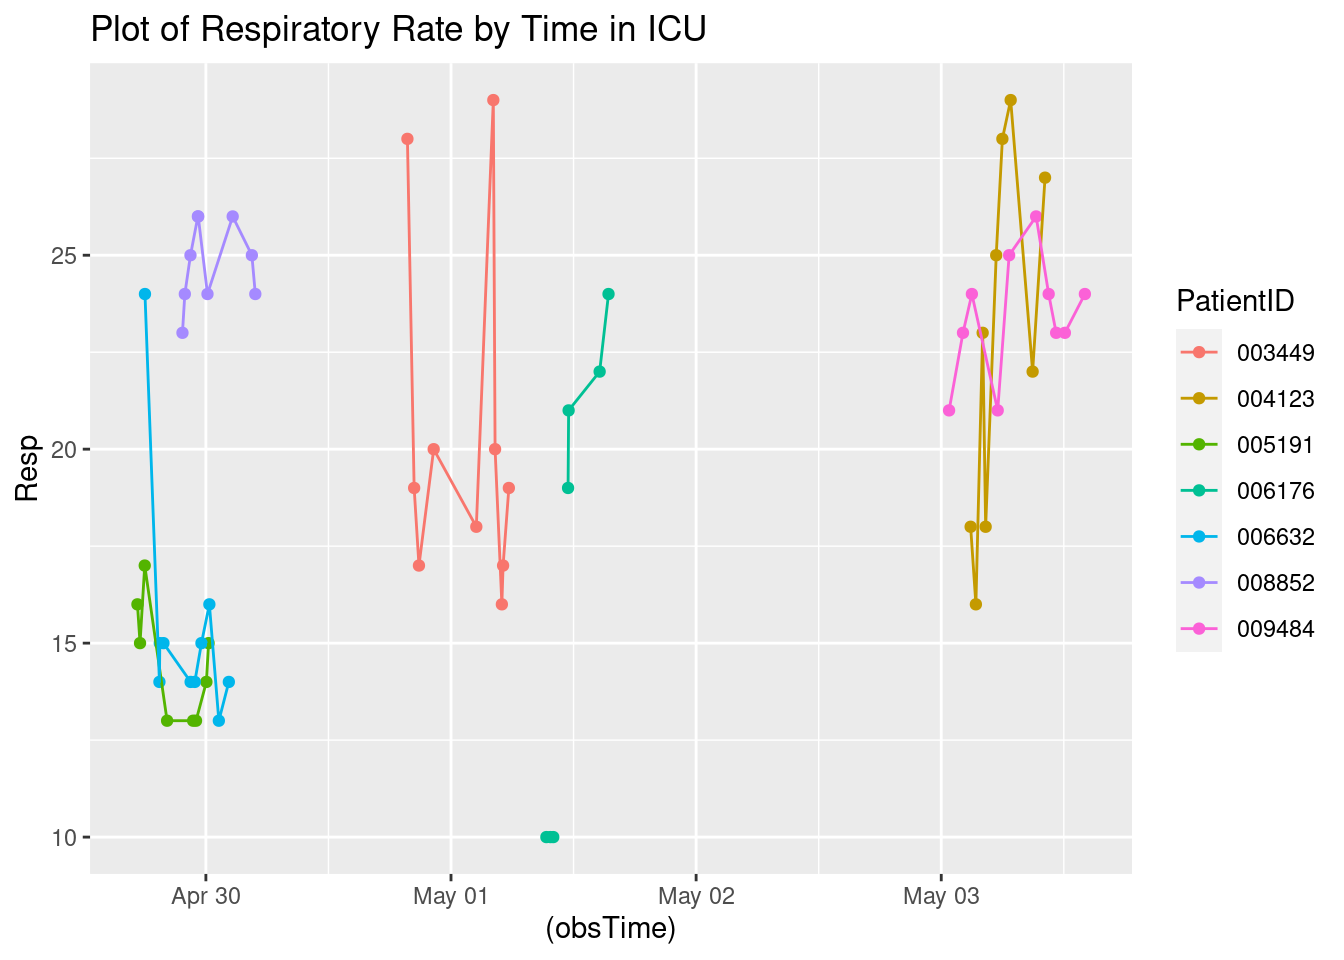 Plot of Respiratory Rate by Time in ICU
Resp
25
20
15
10
Apr 30
May 01
May 02
May 03
(obsTime)
PatientID
003449
004123
005191
006176
006632
008852
009484